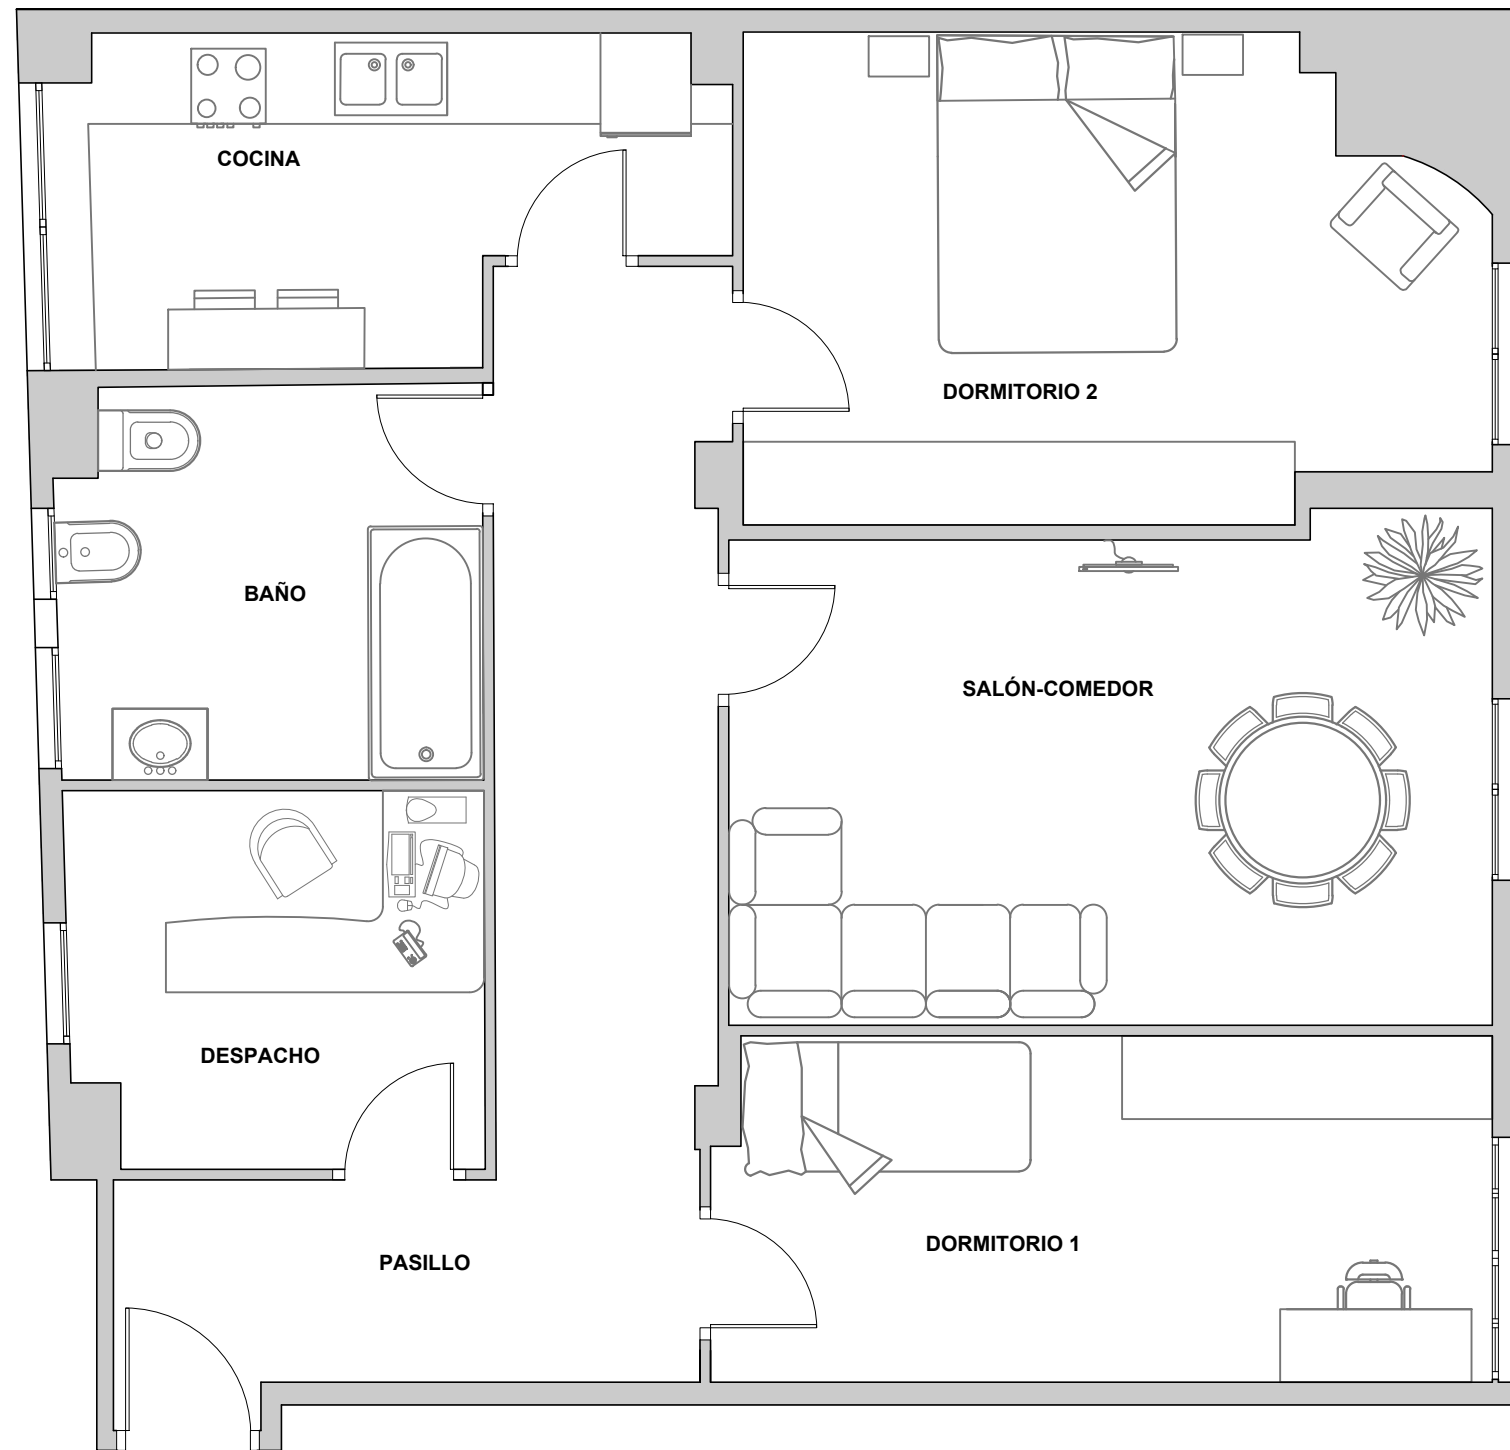 COCINA
DORMITORIO 2
BAÑO
SALÓN-COMEDOR
DESPACHO
DORMITORIO 1
PASILLO